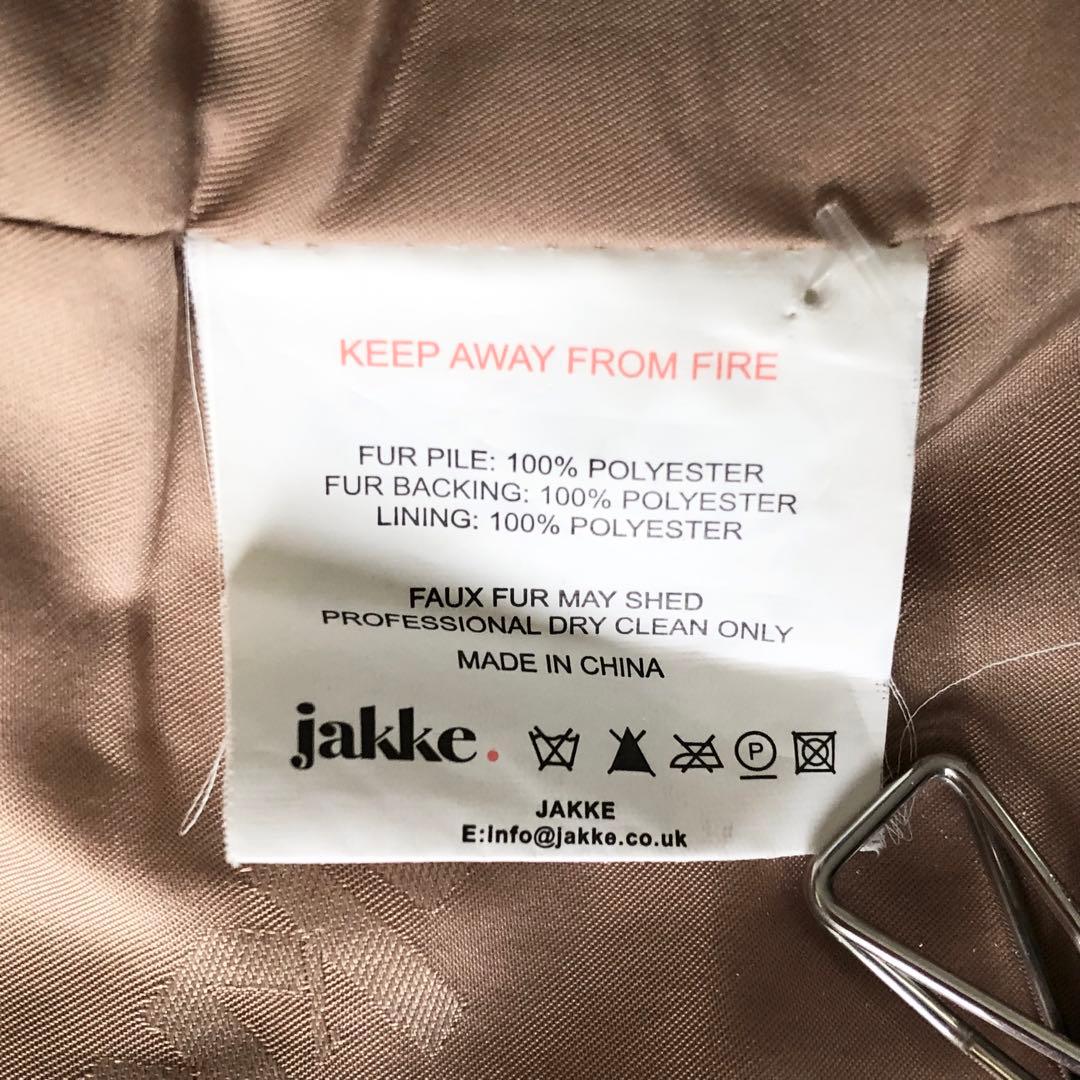 KEEP AWAY FROM FIRE
FUR PILE: 100% POLYESTER
FUR BACKING: 100% POLYESTER
LINING: 100% POLYESTER
FAUX FUR MAY SHED
PROFESSIONAL DRY CLEAN ONLY
MADE IN CHINA
jakke. P
JAKKE
E:Info@jakke.co.uk